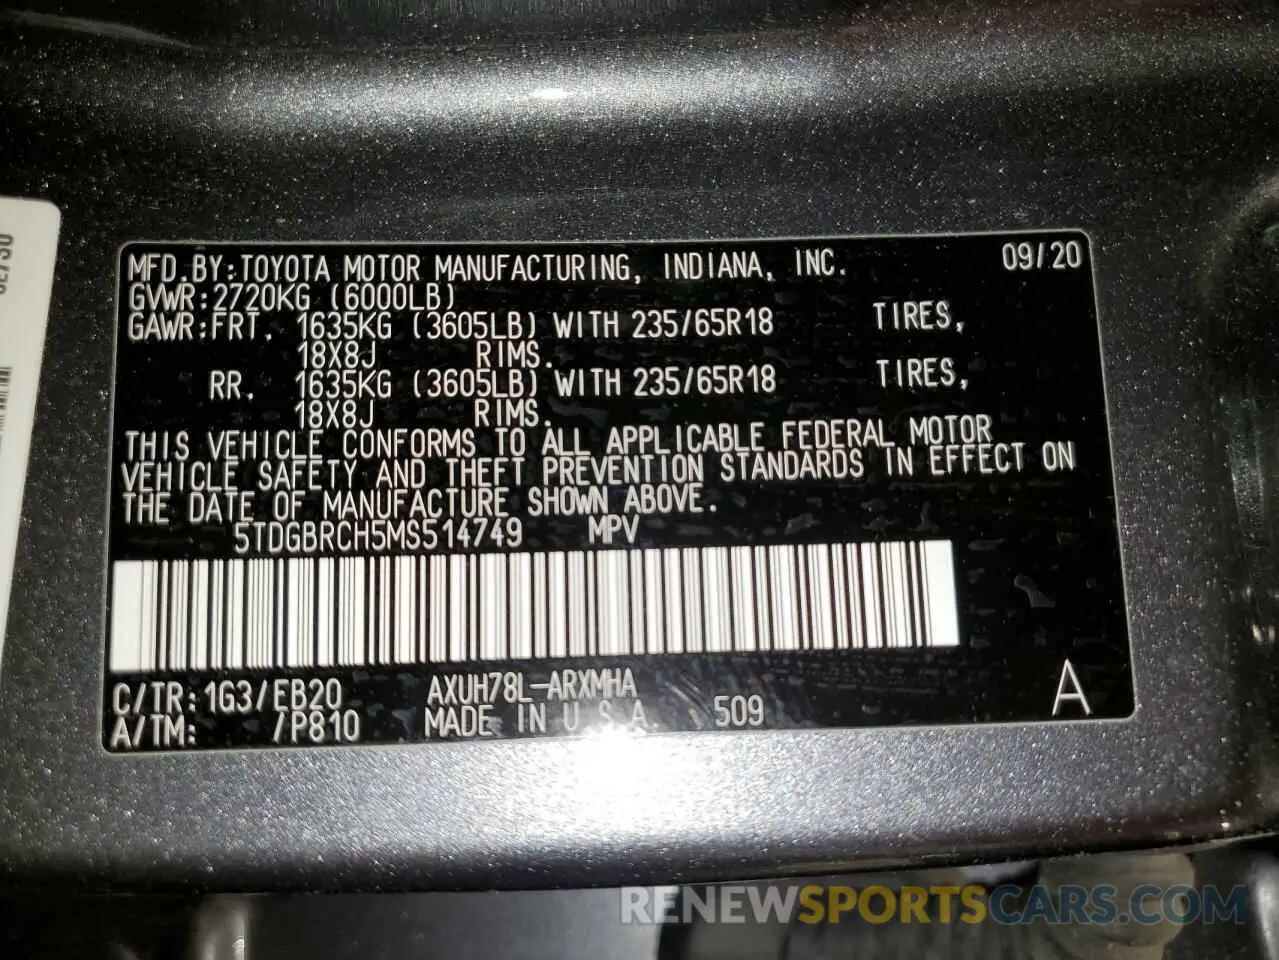 MFD.BY:TOYOTA MOTOR MANUFACTURING, INDIANA, INC. 09/20
GVWR:2720KG (6000LB)
GAWR:FRT. 1635KG (3605LB) WITH 235/65R18 TIRES,
18X8J RIMS.
RR. 1635KG (3605LB) WITH 235/65R18 TIRES,
18X8J RIMS.
THIS VEHICLE CONFORMS TO ALL APPLICABLE FEDERAL MOTOR
VEHICLE SAFETY AND THEFT PREVENTION STANDARDS IN EFFECT ON
THE DATE OF MANUFACTURE SHOWN ABOVE.
5TDGBRCH5MS514749 MPV
C/TR:1G3/EB20 AXUH78L-ARXMHA A
A/TM: /P810 MADE IN U.S.A. 509
RENEWSPORTSCARS.COM